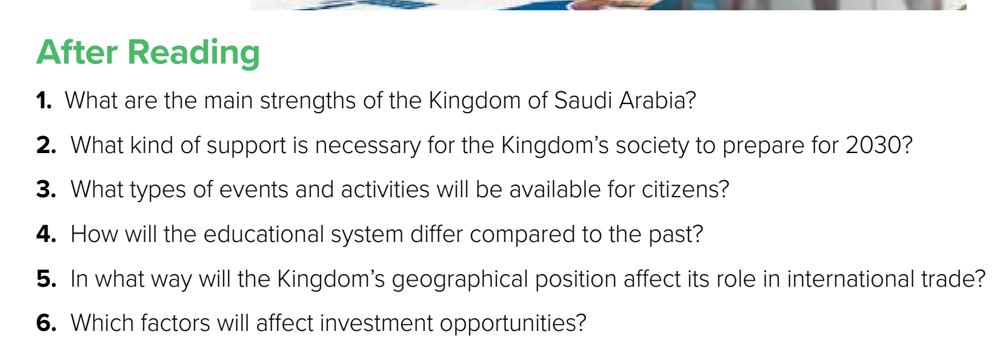 After Reading
1. What are the main strengths of the Kingdom of Saudi Arabia?
2. What kind of support is necessary for the Kingdom’s society to prepare for 2030?
3. What types of events and activities will be available for citizens?
4. How will the educational system differ compared to the past?
5. In what way will the Kingdom’s geographical position affect its role in international trade?
6. Which factors will affect investment opportunities?